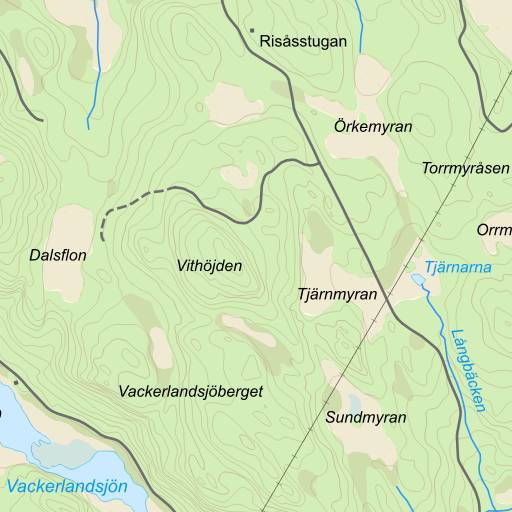 Risåsstugan
Örkemyran
Torrmyråsen
Orrm
Dalsflon
Vithöjden
Tjärnarna
Tjärnmyran
Långbäcken
Vackerlandsjöberget
Sundmyran
Vackerlandsjön